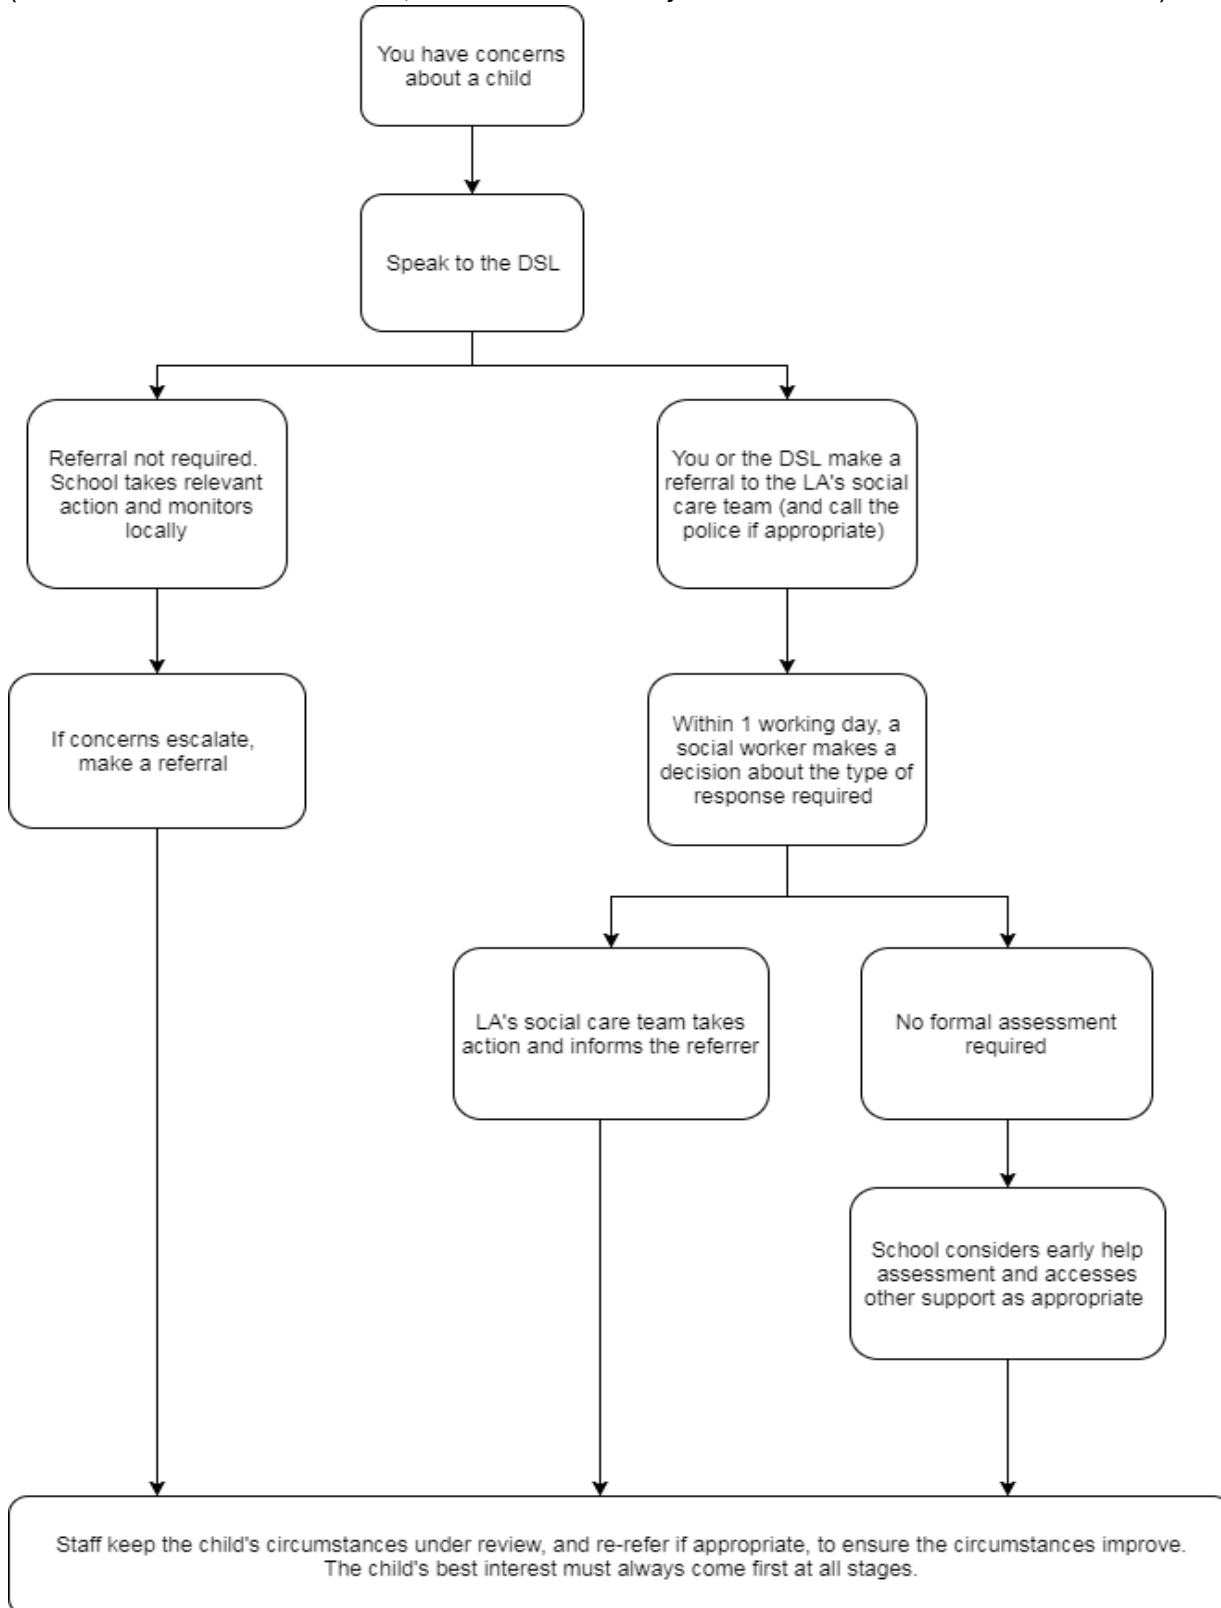 You have concerns
about a child
Speak to the DSL
Referral not required.
School takes relevant
action and monitors
locally
You or the DSL make a
referral to the LA's social
care team (and call the
police if appropriate)
If concerns escalate,
make a referral
Within 1 working day, a
social worker makes a
decision about the type of
response required
LA's social care team takes
action and informs the referrer
No formal assessment
required
School considers early help
assessment and accesses
other support as appropriate
Staff keep the child's circumstances under review, and re-refer if appropriate, to ensure the circumstances improve.
The child's best interest must always come first at all stages.